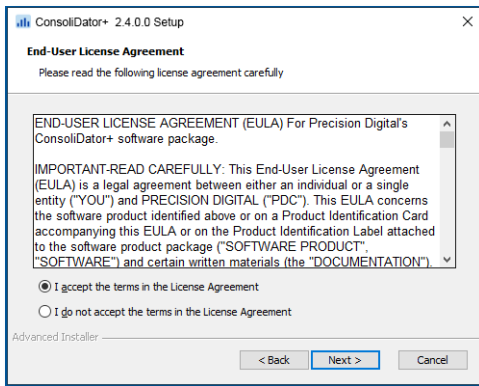 ConsoliDator+ 2.4.0.0 Setup
End-User License Agreement
Please read the following license agreement carefully
END-USER LICENSE AGREEMENT (EULA) For Precision Digital's
ConsoliDator+ software package.
IMPORTANT-READ CAREFULLY: This End-User License Agreement
(EULA) is a legal agreement between either an individual or a single
entity ("YOU") and PRECISION DIGITAL ("PDC"). This EULA concerns
the software product identified above or on a Product Identification Card
accompanying this EULA or on the Product Identification Label attached
to the software product package ("SOFTWARE PRODUCT",
"SOFTWARE") and certain written materials (the "DOCUMENTATION").
I accept the terms in the License Agreement
I do not accept the terms in the License Agreement
Advanced Installer
< Back Next > Cancel